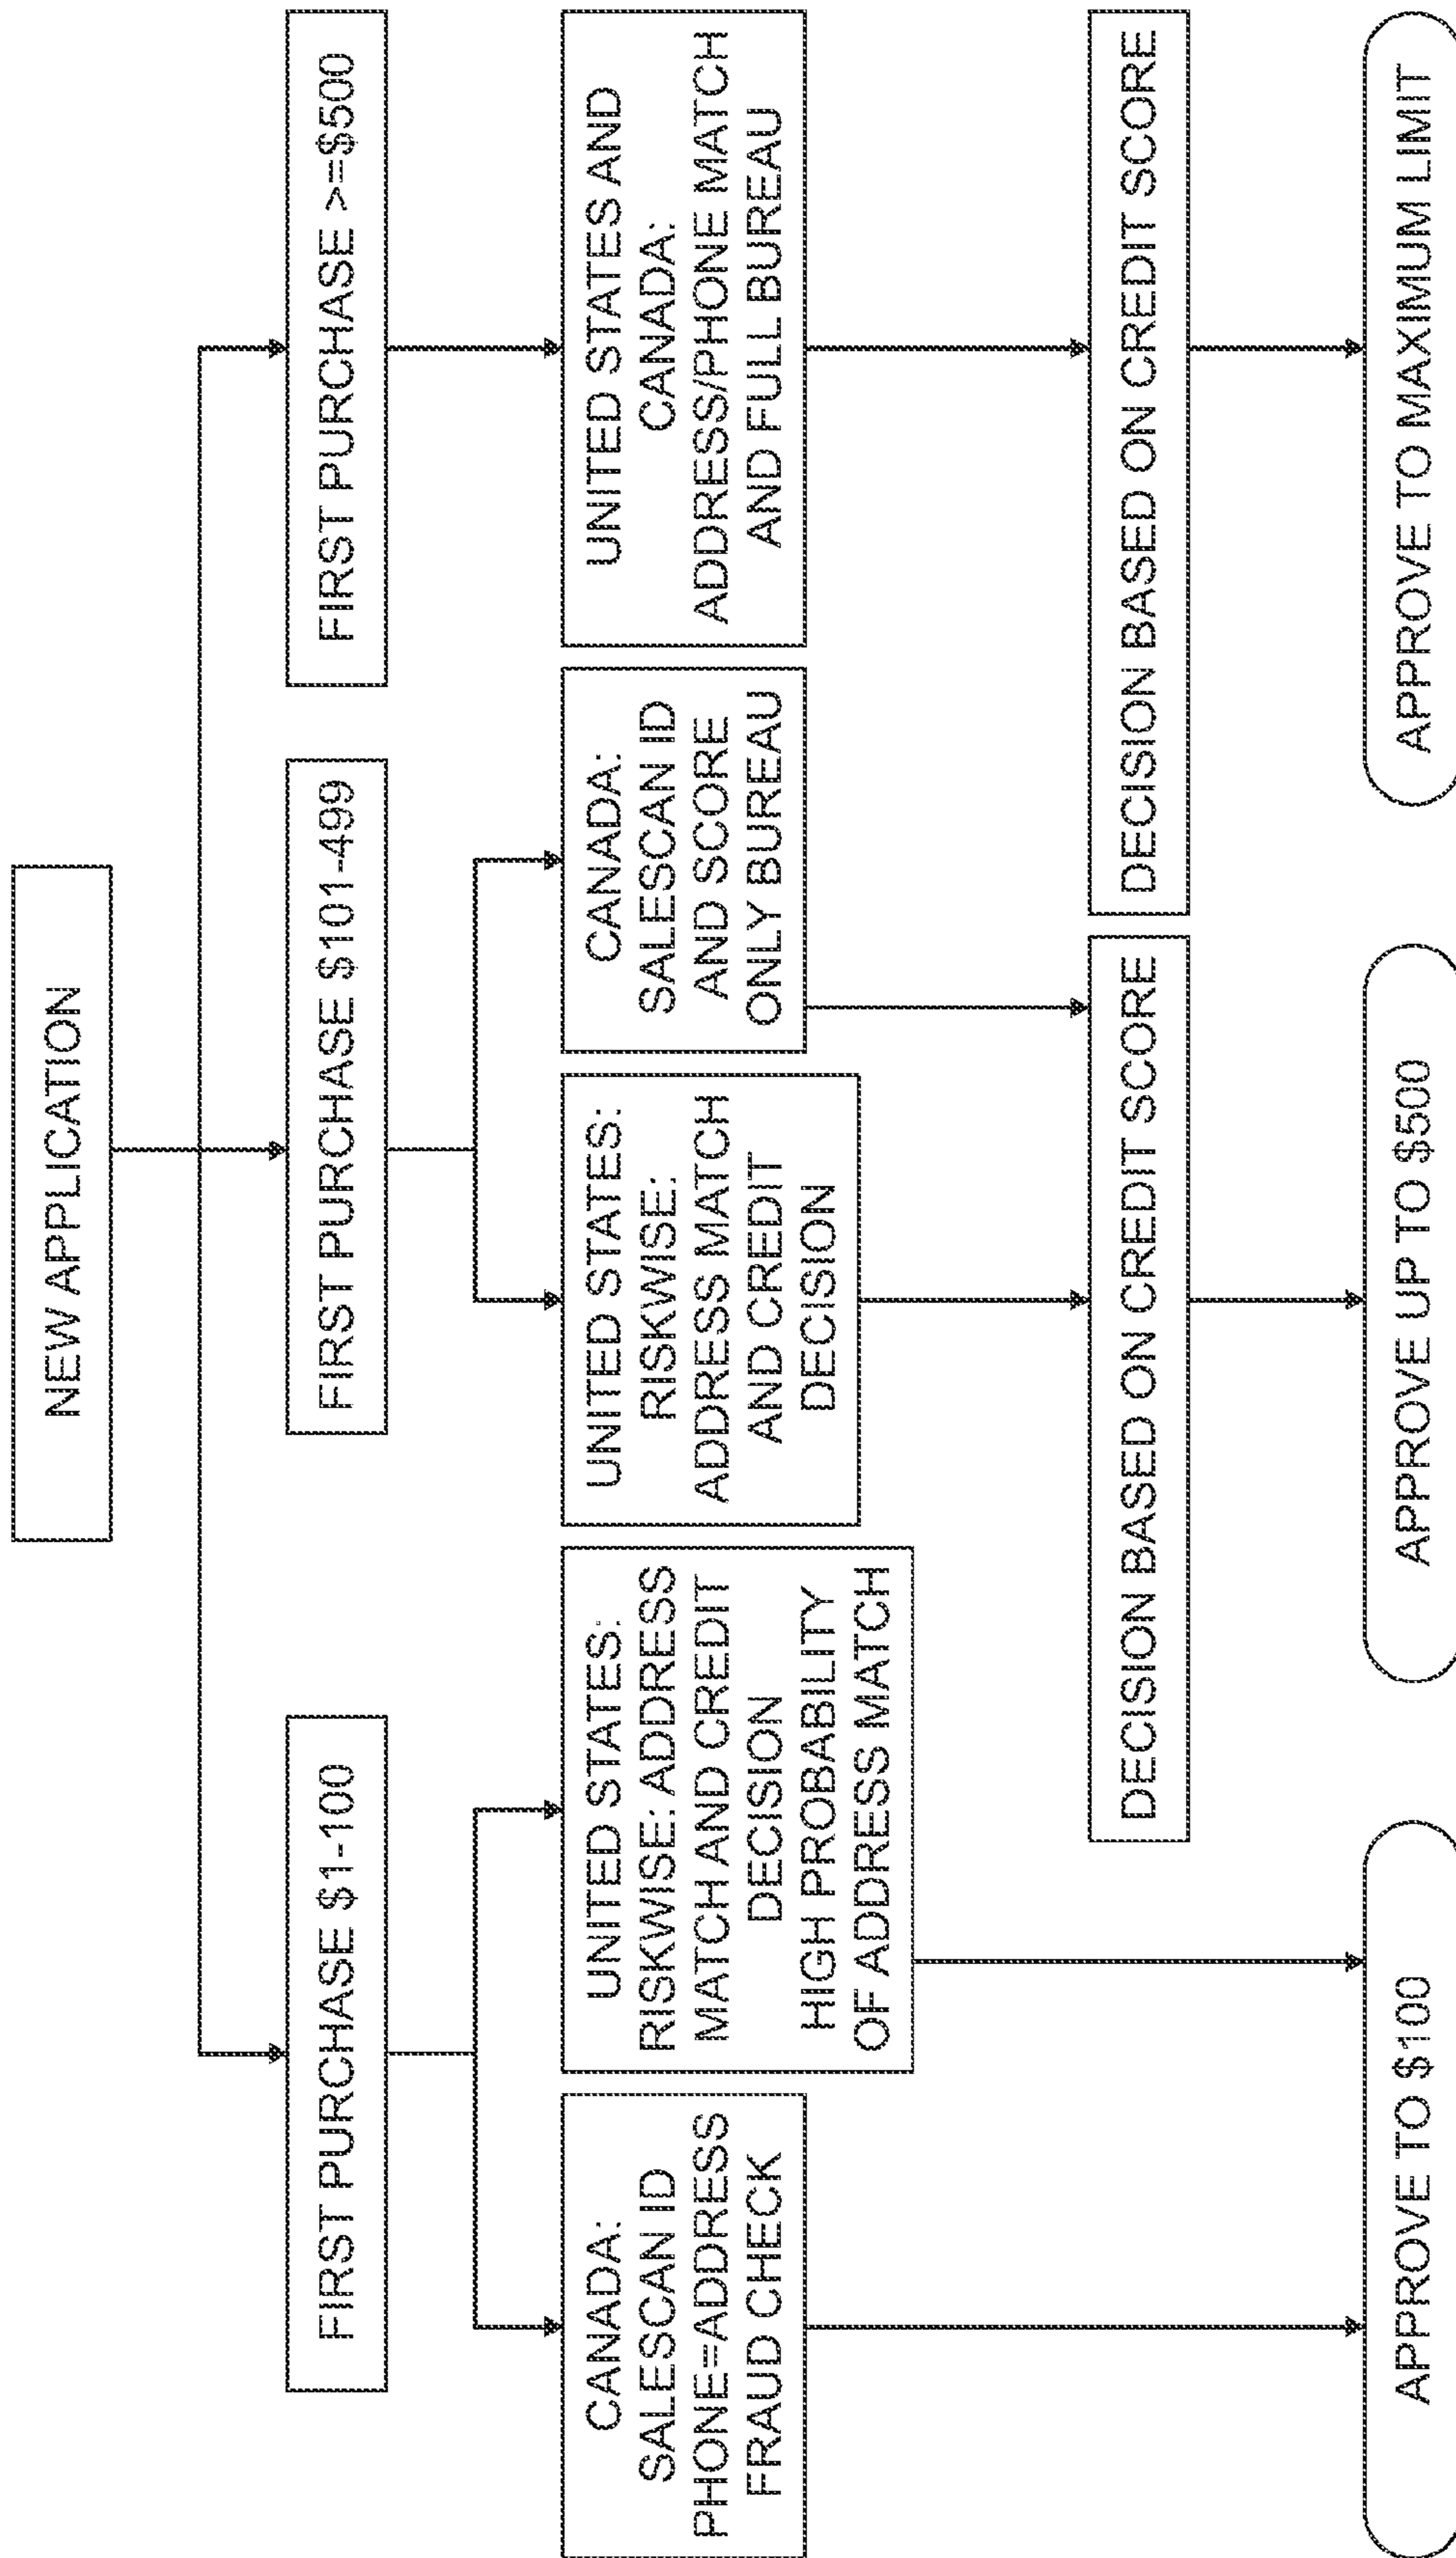 NEW APPLICATION
FIRST PURCHASE $1-100
FIRST PURCHASE $101-499
FIRST PURCHASE >=$500
CANADA:
SALESCAN ID
PHONE=ADDRESS
FRAUD CHECK
UNITED STATES:
RISKWISE: ADDRESS
MATCH AND CREDIT
DECISION
HIGH PROBABILITY
OF ADDRESS MATCH
UNITED STATES:
RISKWISE:
ADDRESS MATCH
AND CREDIT
DECISION
CANADA:
SALESCAN ID
AND SCORE
ONLY BUREAU
UNITED STATES AND
CANADA:
ADDRESS/PHONE MATCH
AND FULL BUREAU
DECISION BASED ON CREDIT SCORE
DECISION BASED ON CREDIT SCORE
APPROVE TO $100
APPROVE UP TO $500
APPROVE TO MAXIMUM LIMIT